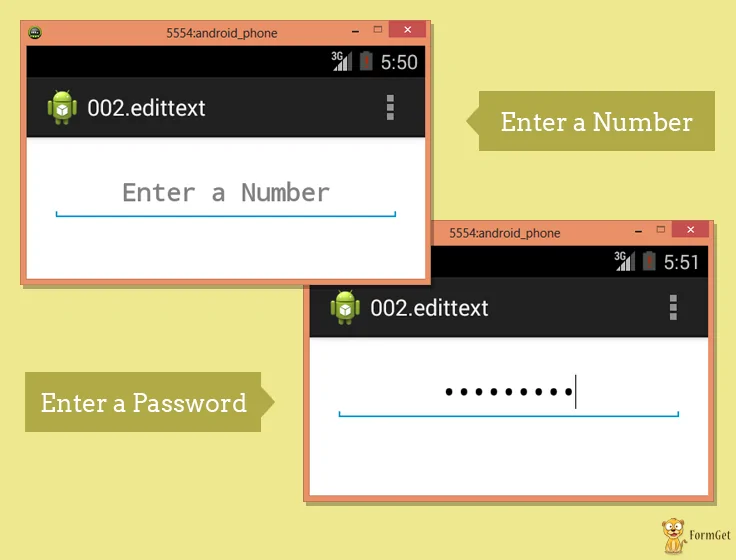 5554:android_phone
3G 5:50
002.edittext
Enter a Number
Enter a Number
5554:android_phone
3G 5:51
002.edittext
Enter a Password
•••••••••
FormGet